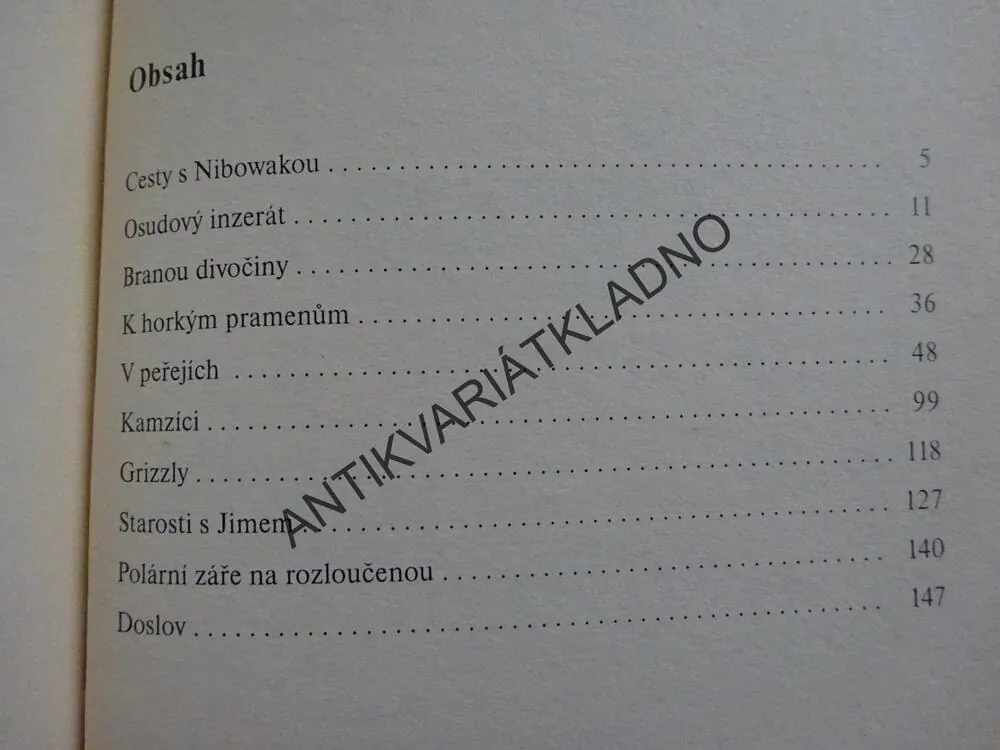 Obsah
Cesty s Nibowakou . . . . . . . . . . . . . . . . . . . . . . . . . . . . . . . . . . . . 5
Osudový inzerát . . . . . . . . . . . . . . . . . . . . . . . . . . . . . . . . . . . . . . 11
Branou divočiny . . . . . . . . . . . . . . . . . . . . . . . . . . . . . . . . . . . . . . 28
K horkým pramenům . . . . . . . . . . . . . . . . . . . . . . . . . . . . . . . . . . 36
V peřejích . . . . . . . . . . . . . . . . . . . . . . . . . . . . . . . . . . . . . . . . . . 48
Kamzíci . . . . . . . . . . . . . . . . . . . . . . . . . . . . . . . . . . . . . . . . . . . . 99
Grizzly . . . . . . . . . . . . . . . . . . . . . . . . . . . . . . . . . . . . . . . . . . . . 118
Starosti s Jimem . . . . . . . . . . . . . . . . . . . . . . . . . . . . . . . . . . . . . 127
Polární záře na rozloučenou . . . . . . . . . . . . . . . . . . . . . . . . . . . . 140
Doslov . . . . . . . . . . . . . . . . . . . . . . . . . . . . . . . . . . . . . . . . . . . . 147
ANTIKVARIÁTKLADNO